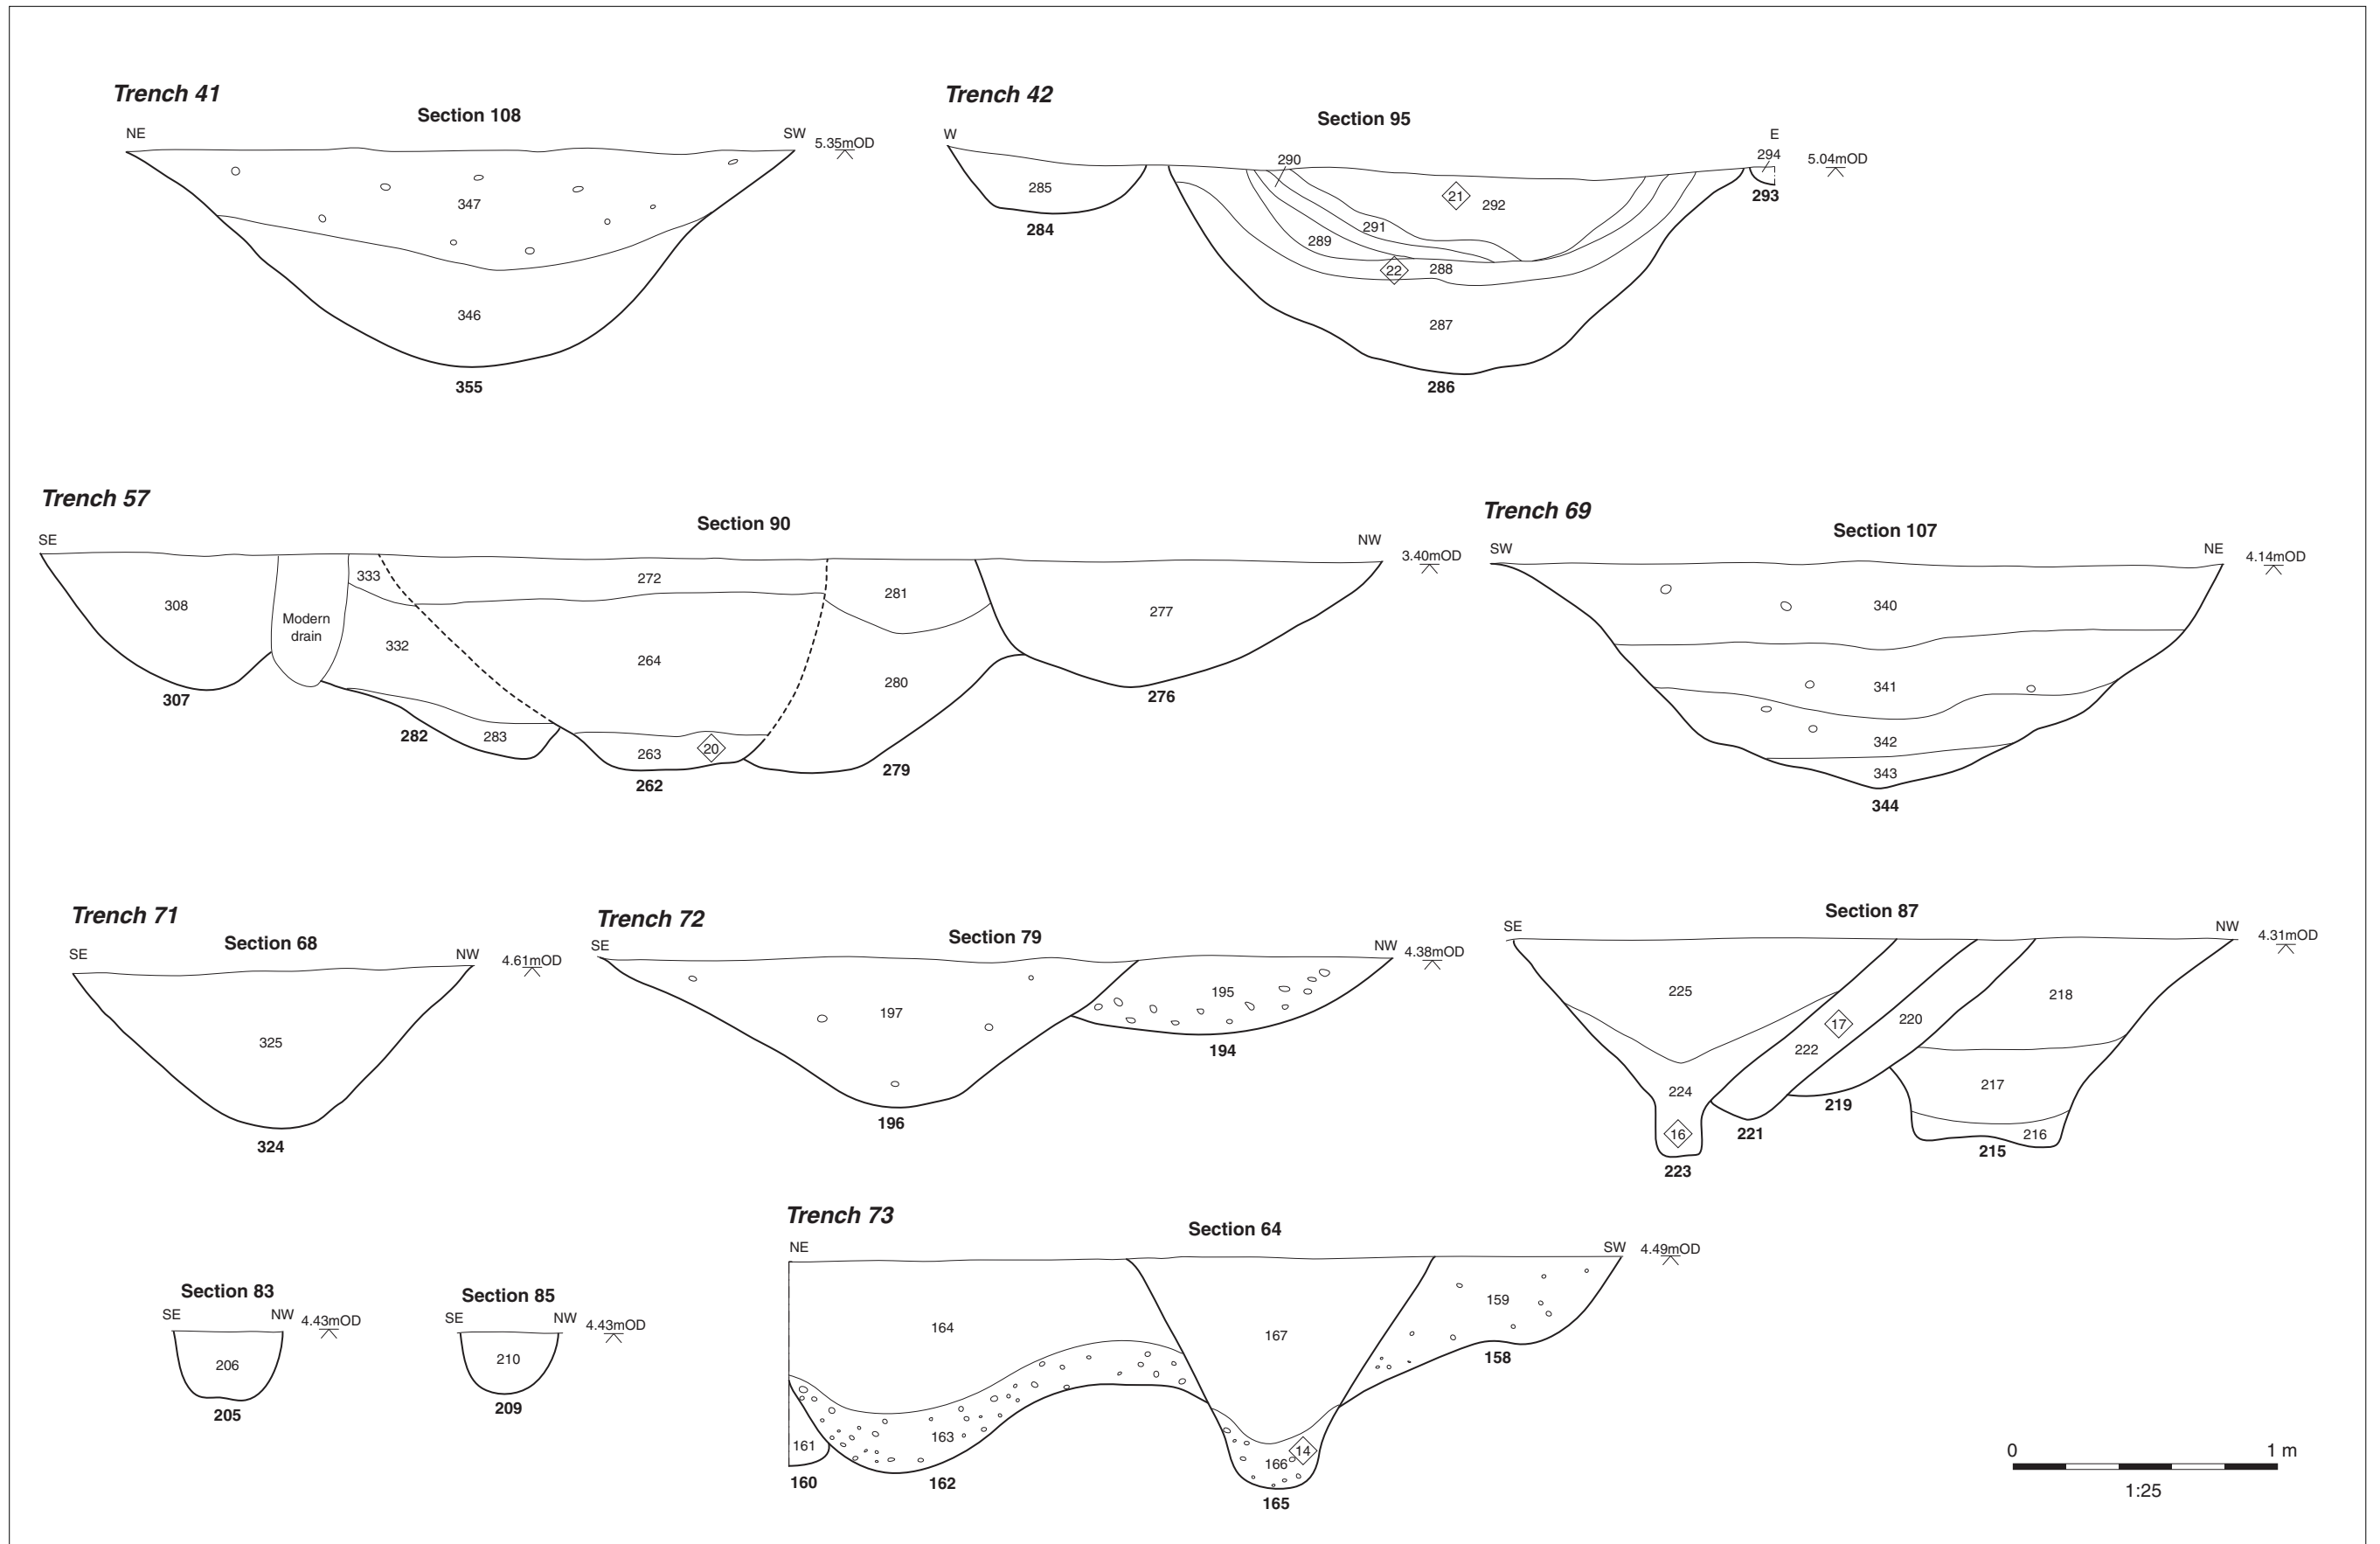 Trench 41
Section 108
NE
SW
5.35mOD
347
346
355
Trench 42
Section 95
W
E
5.04mOD
285
284
290
294
293
21
292
291
289
22
288
287
286
Trench 57
Section 90
SE
NW
3.40mOD
308
307
Modern
drain
333
332
282
283
272
264
263
20
262
281
280
279
277
276
Trench 69
Section 107
SW
NE
4.14mOD
340
341
342
343
344
Trench 71
Section 68
SE
NW
4.61mOD
325
324
Trench 72
Section 79
SE
NW
4.38mOD
197
196
195
194
Section 87
SE
NW
4.31mOD
225
224
16
223
17
222
221
220
219
218
217
216
215
Section 83
SE
NW
4.43mOD
206
205
Section 85
SE
NW
4.43mOD
210
209
Trench 73
Section 64
NE
SW
4.49mOD
164
163
161
160
162
167
14
166
165
159
158
0
1 m
1:25